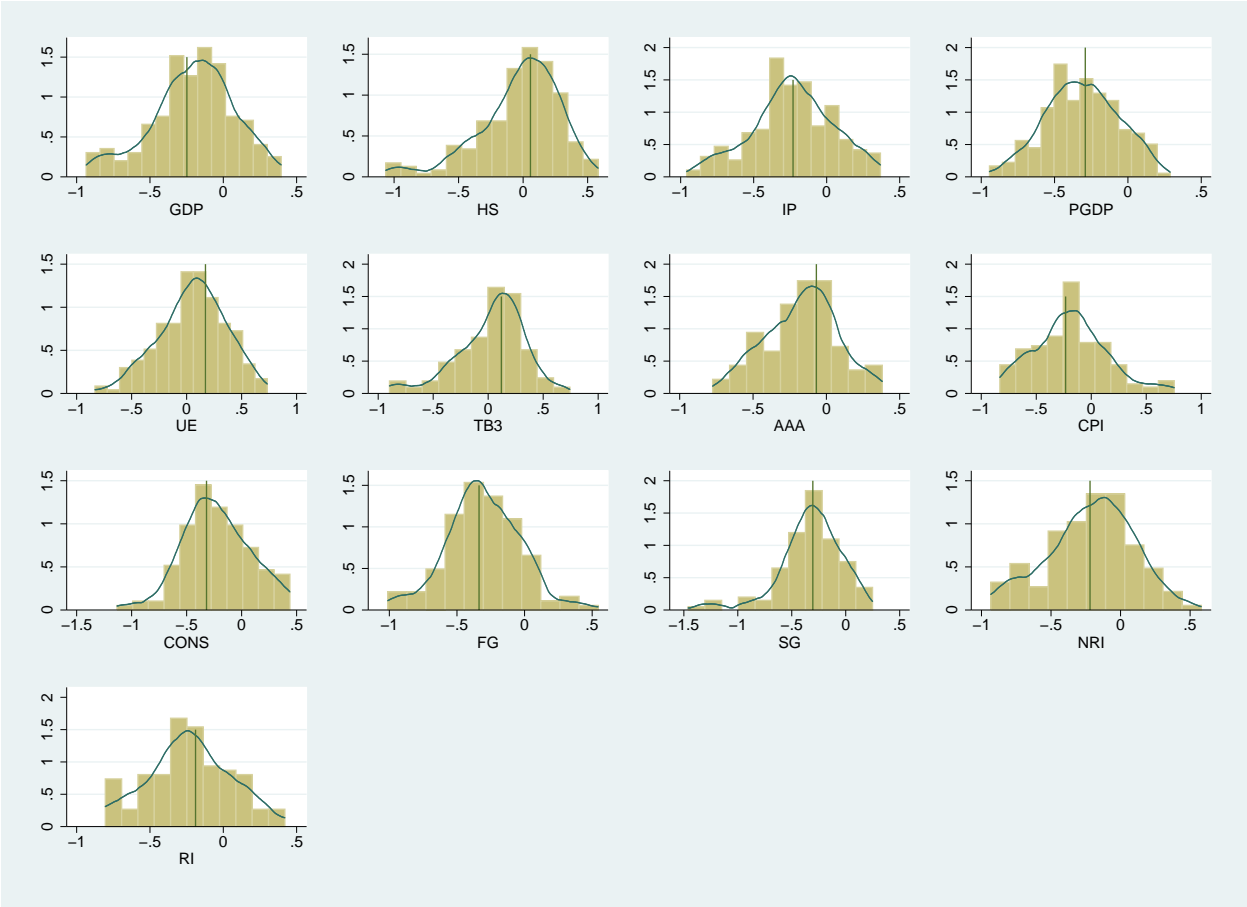 0 .5 1 1.5
−1 −.5 0 .5
GDP
0 .5 1 1.5
−1 −.5 0 .5
HS
0 .5 1 1.5 2
−1 −.5 0 .5
IP
0 .5 1 1.5 2
−1 −.5 0 .5
PGDP
0 .5 1 1.5
−1 −.5 0 .5 1
UE
0 .5 1 1.5 2
−1 −.5 0 .5 1
TB3
0 .5 1 1.5 2
−1 −.5 0 .5
AAA
0 .5 1 1.5 2
−1 −.5 0 .5 1
CPI
0 .5 1 1.5
−1.5 −1 −.5 0 .5
CONS
0 .5 1 1.5
−1 −.5 0 .5
FG
0 .5 1 1.5 2
−1.5 −1 −.5 0 .5
SG
0 .5 1 1.5
−1 −.5 0 .5
NRI
0 .5 1 1.5 2
−1 −.5 0 .5
RI